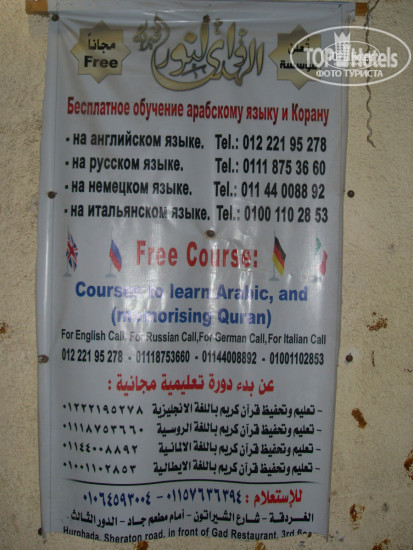 مجاناً
Free
TOPHotels
ФОТО ТУРИСТА
Бесплатное обучение арабскому языку и Корану
- на английском языке. Tel.: 012 221 95 278
- на русском языке. Tel.: 0111 875 36 60
- на немецком языке. Tel.: 011 44 0088 92
- на итальянском языке. Tel.: 0100 110 28 53
Free Course:
Courses to learn Arabic, and
(memorising Quran)
For English Call, For Russian Call,For German Call,For Italian Call
012 221 95 278 - 01118753660 - 01144008892 - 01001102853
عن بدء دورة تعليمية مجانية :
- تعليم وتحفيظ قرآن كريم باللغة الانجليزية ٠١٢٢٢١٩٥٢٧٨
- تعليم وتحفيظ قرآن كريم باللغة الروسية ٠١١١٨٧٥٣٦٦٠
- تعليم وتحفيظ قرآن كريم باللغة الالمانية ٠١١٤٤٠٠٨٨٩٢
- تعليم وتحفيظ قرآن كريم باللغة الايطالية ٠١٠٠١١٠٢٨٥٣
للإستعلام : ٠١١٥٧٦٣٦٣٩٤ - ٠١٠٦٤٥٩٣٠٠٤
الغردقة - شارع الشيراتون - أمام مطعم جاد - الدور الثالث .
Hurghada, Sheraton road, in front of Gad Restaurant, 3rd